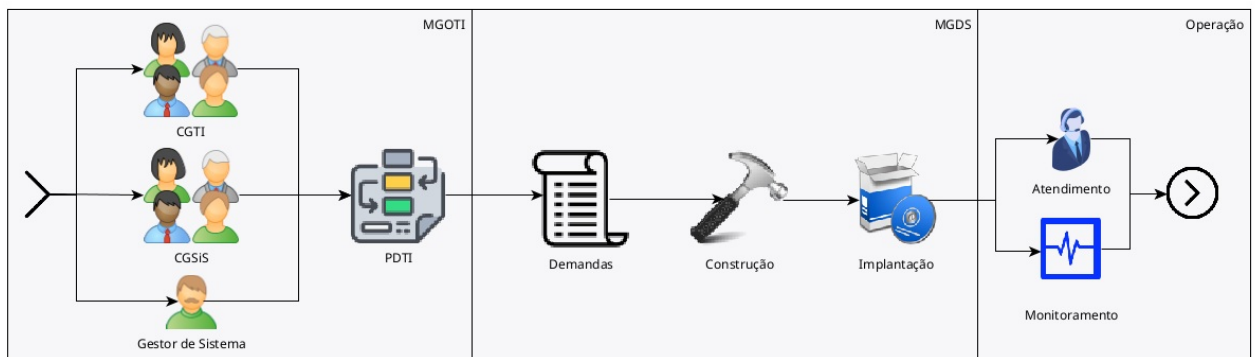 MGOTI
MGDS
Operação
CGTI
CGSiS
Gestor de Sistema
PDTI
Demandas
Construção
Implantação
Atendimento
Monitoramento